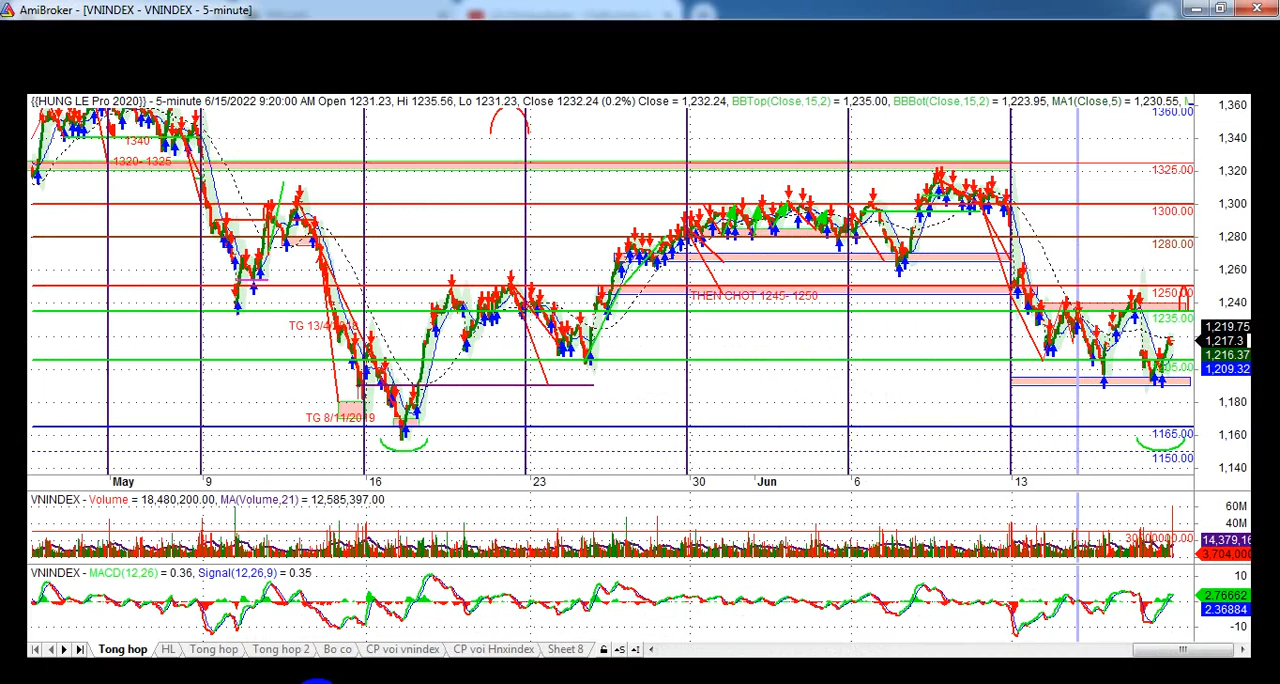 AmiBroker - [VNINDEX - VNINDEX - 5-minute]
{{HUNG LE Pro 2020}} - 5-minute 6/15/2022 9:20:00 AM Open 1231.23, Hi 1235.56, Lo 1231.23, Close 1232.24 (0.2%) Close = 1,232.24, BBTop(Close,15,2) = 1,235.00, BBBot(Close,15,2) = 1,223.95, MA1(Close,5) = 1,230.55,
1,360
1360.00
1340
1,340
1320- 1325
1325.00
1,320
1300.00
1,300
1280.00
1,280
1,260
THEN CHOT 1245- 1250
1250.00
1,240
1235.00
TG 13/4/
1,219.75
1,217.3
1,216.37
1,209.32
1,180
TG 8/11/2019
1165.00
1,160
1150.00
1,140
May
9
16
23
30
Jun
6
13
VNINDEX - Volume = 18,480,200.00, MA(Volume,21) = 12,585,397.00
60M
40M
14,379,16
3,704,000
VNINDEX - MACD(12,26) = 0.36, Signal(12,26,9) = 0.35
10
2.76662
2.36884
-10
Tong hop
HL
Tong hop
Tong hop 2
Bo co
CP voi vnindex
CP voi Hnxindex
Sheet 8